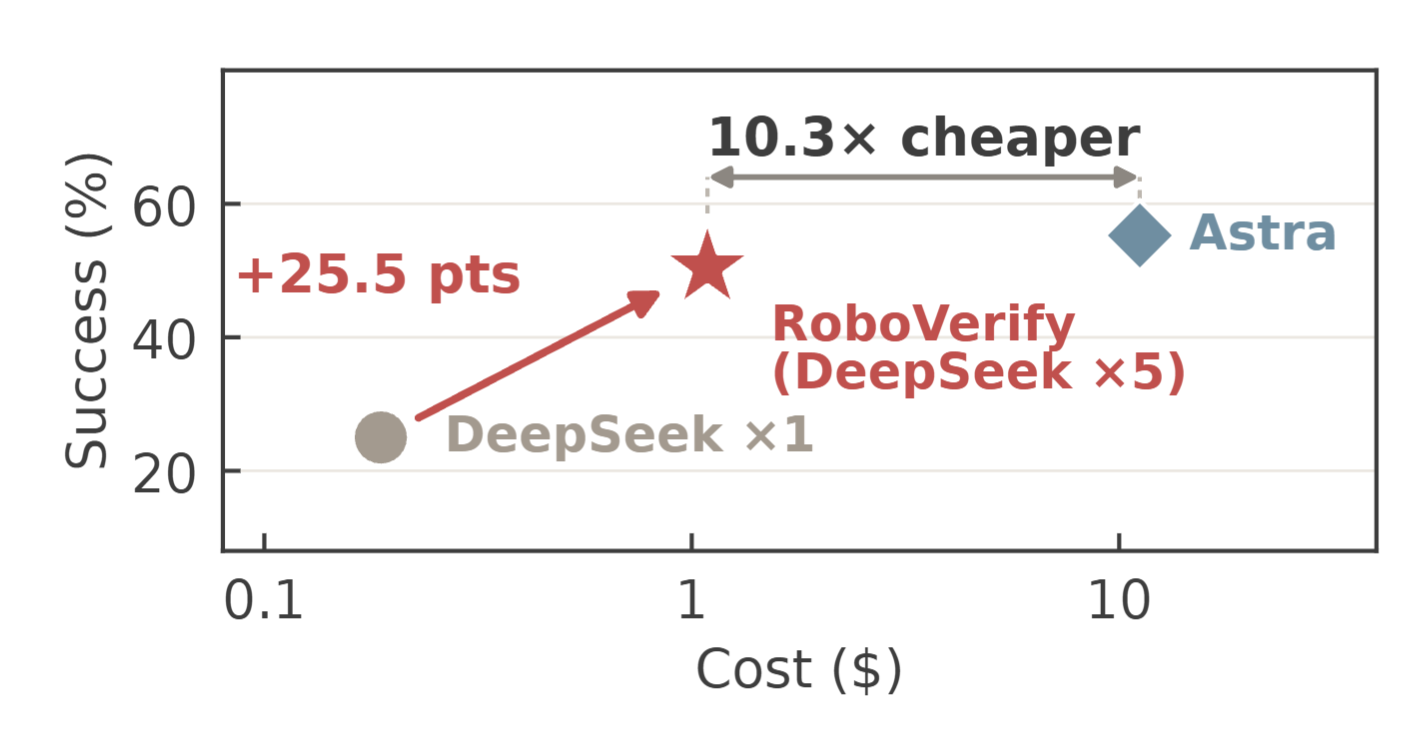 10.3× cheaper
Astra
+25.5 pts
RoboVerify
(DeepSeek ×5)
DeepSeek ×1
Success (%)
60
40
20
0.1
1
10
Cost ($)